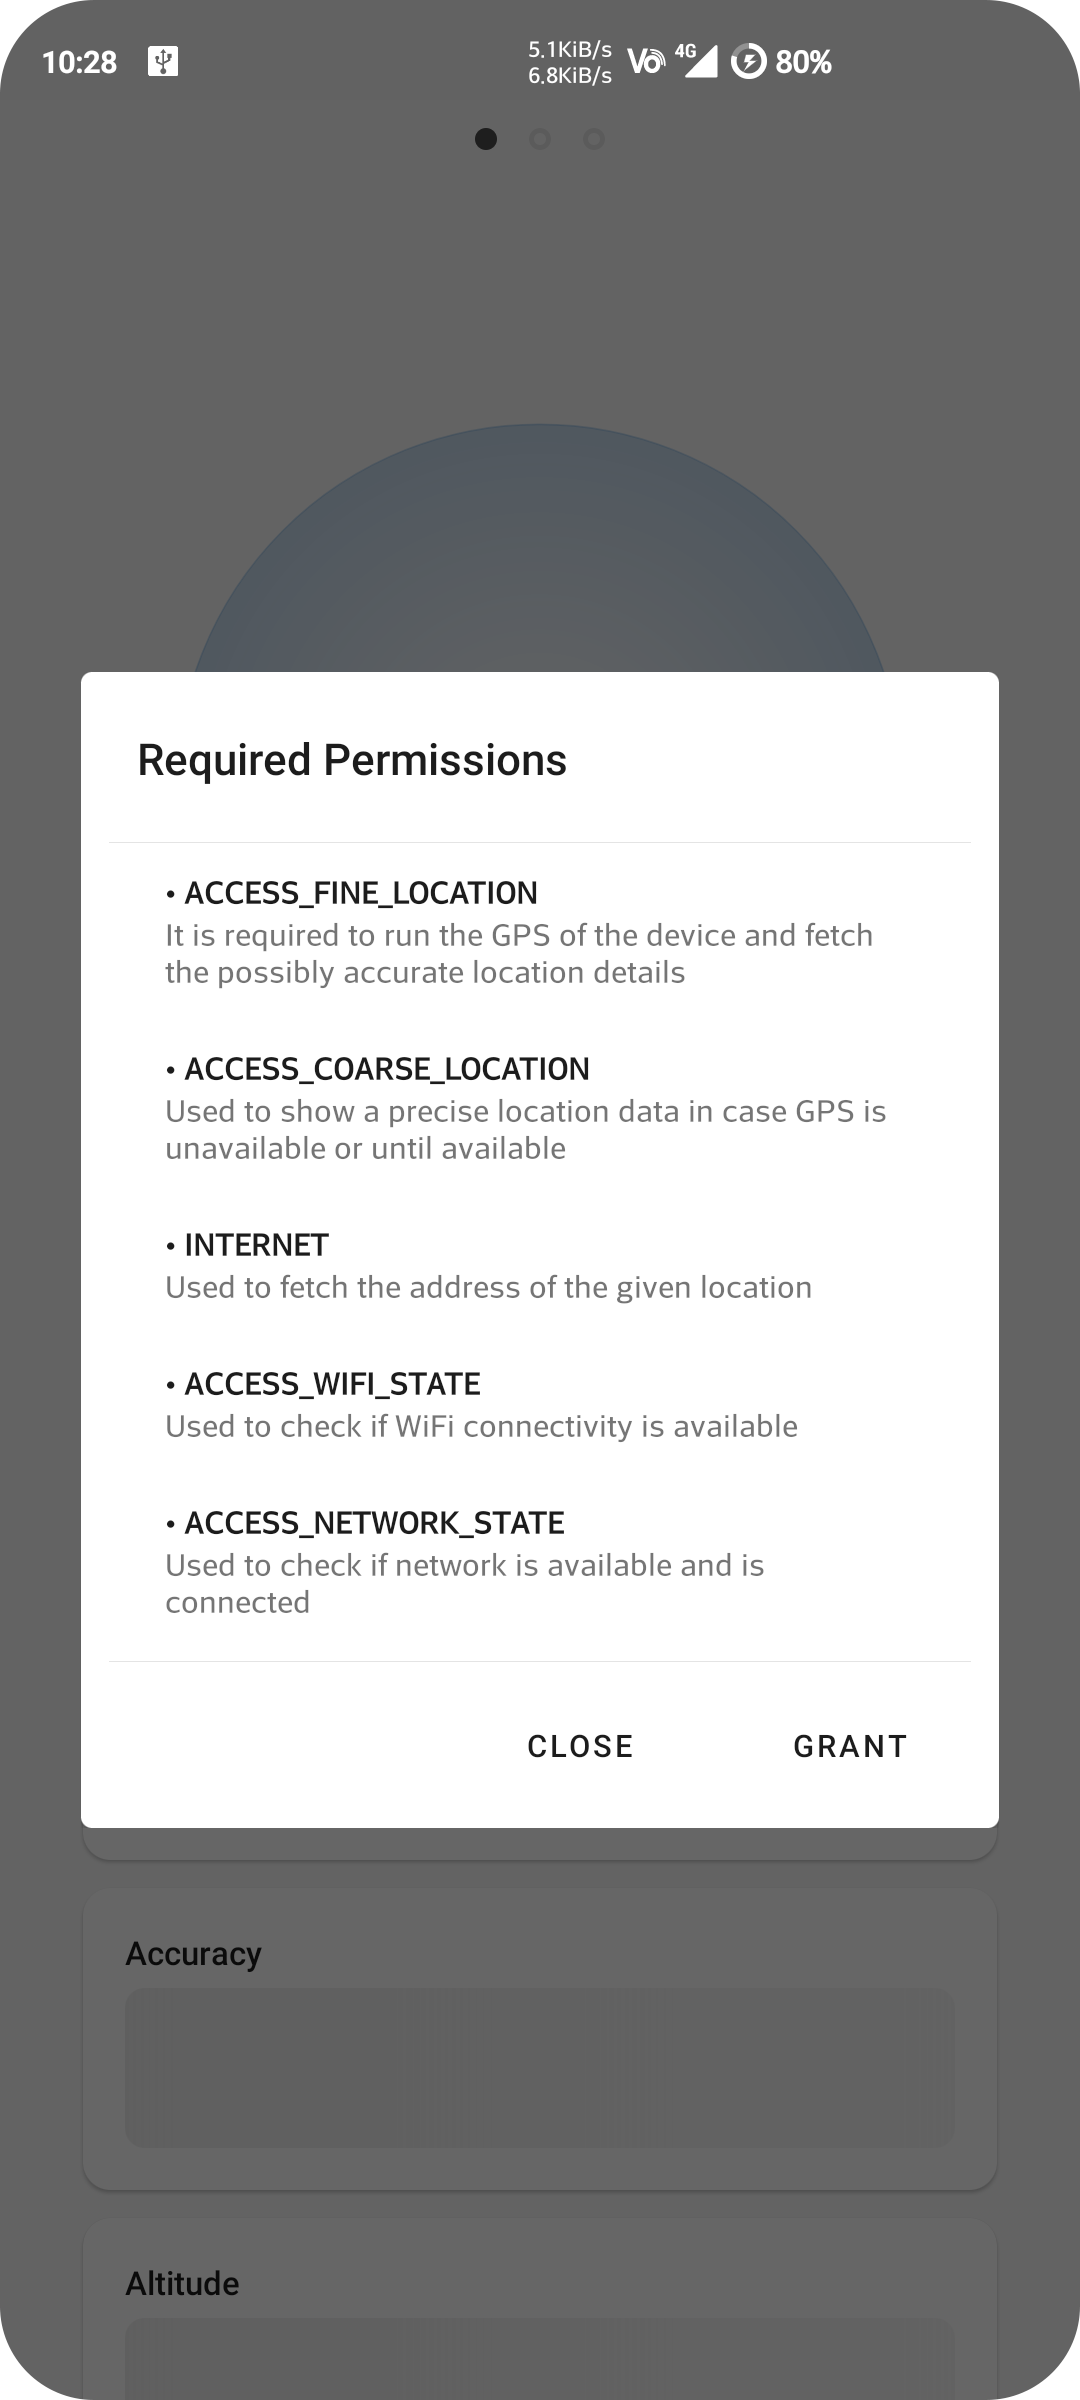 10:28
5.1KiB/s
6.8KiB/s
Vo
4G
80%
Required Permissions
• ACCESS_FINE_LOCATION
It is required to run the GPS of the device and fetch
the possibly accurate location details
• ACCESS_COARSE_LOCATION
Used to show a precise location data in case GPS is
unavailable or until available
• INTERNET
Used to fetch the address of the given location
• ACCESS_WIFI_STATE
Used to check if WiFi connectivity is available
• ACCESS_NETWORK_STATE
Used to check if network is available and is
connected
CLOSE GRANT
Accuracy
Altitude